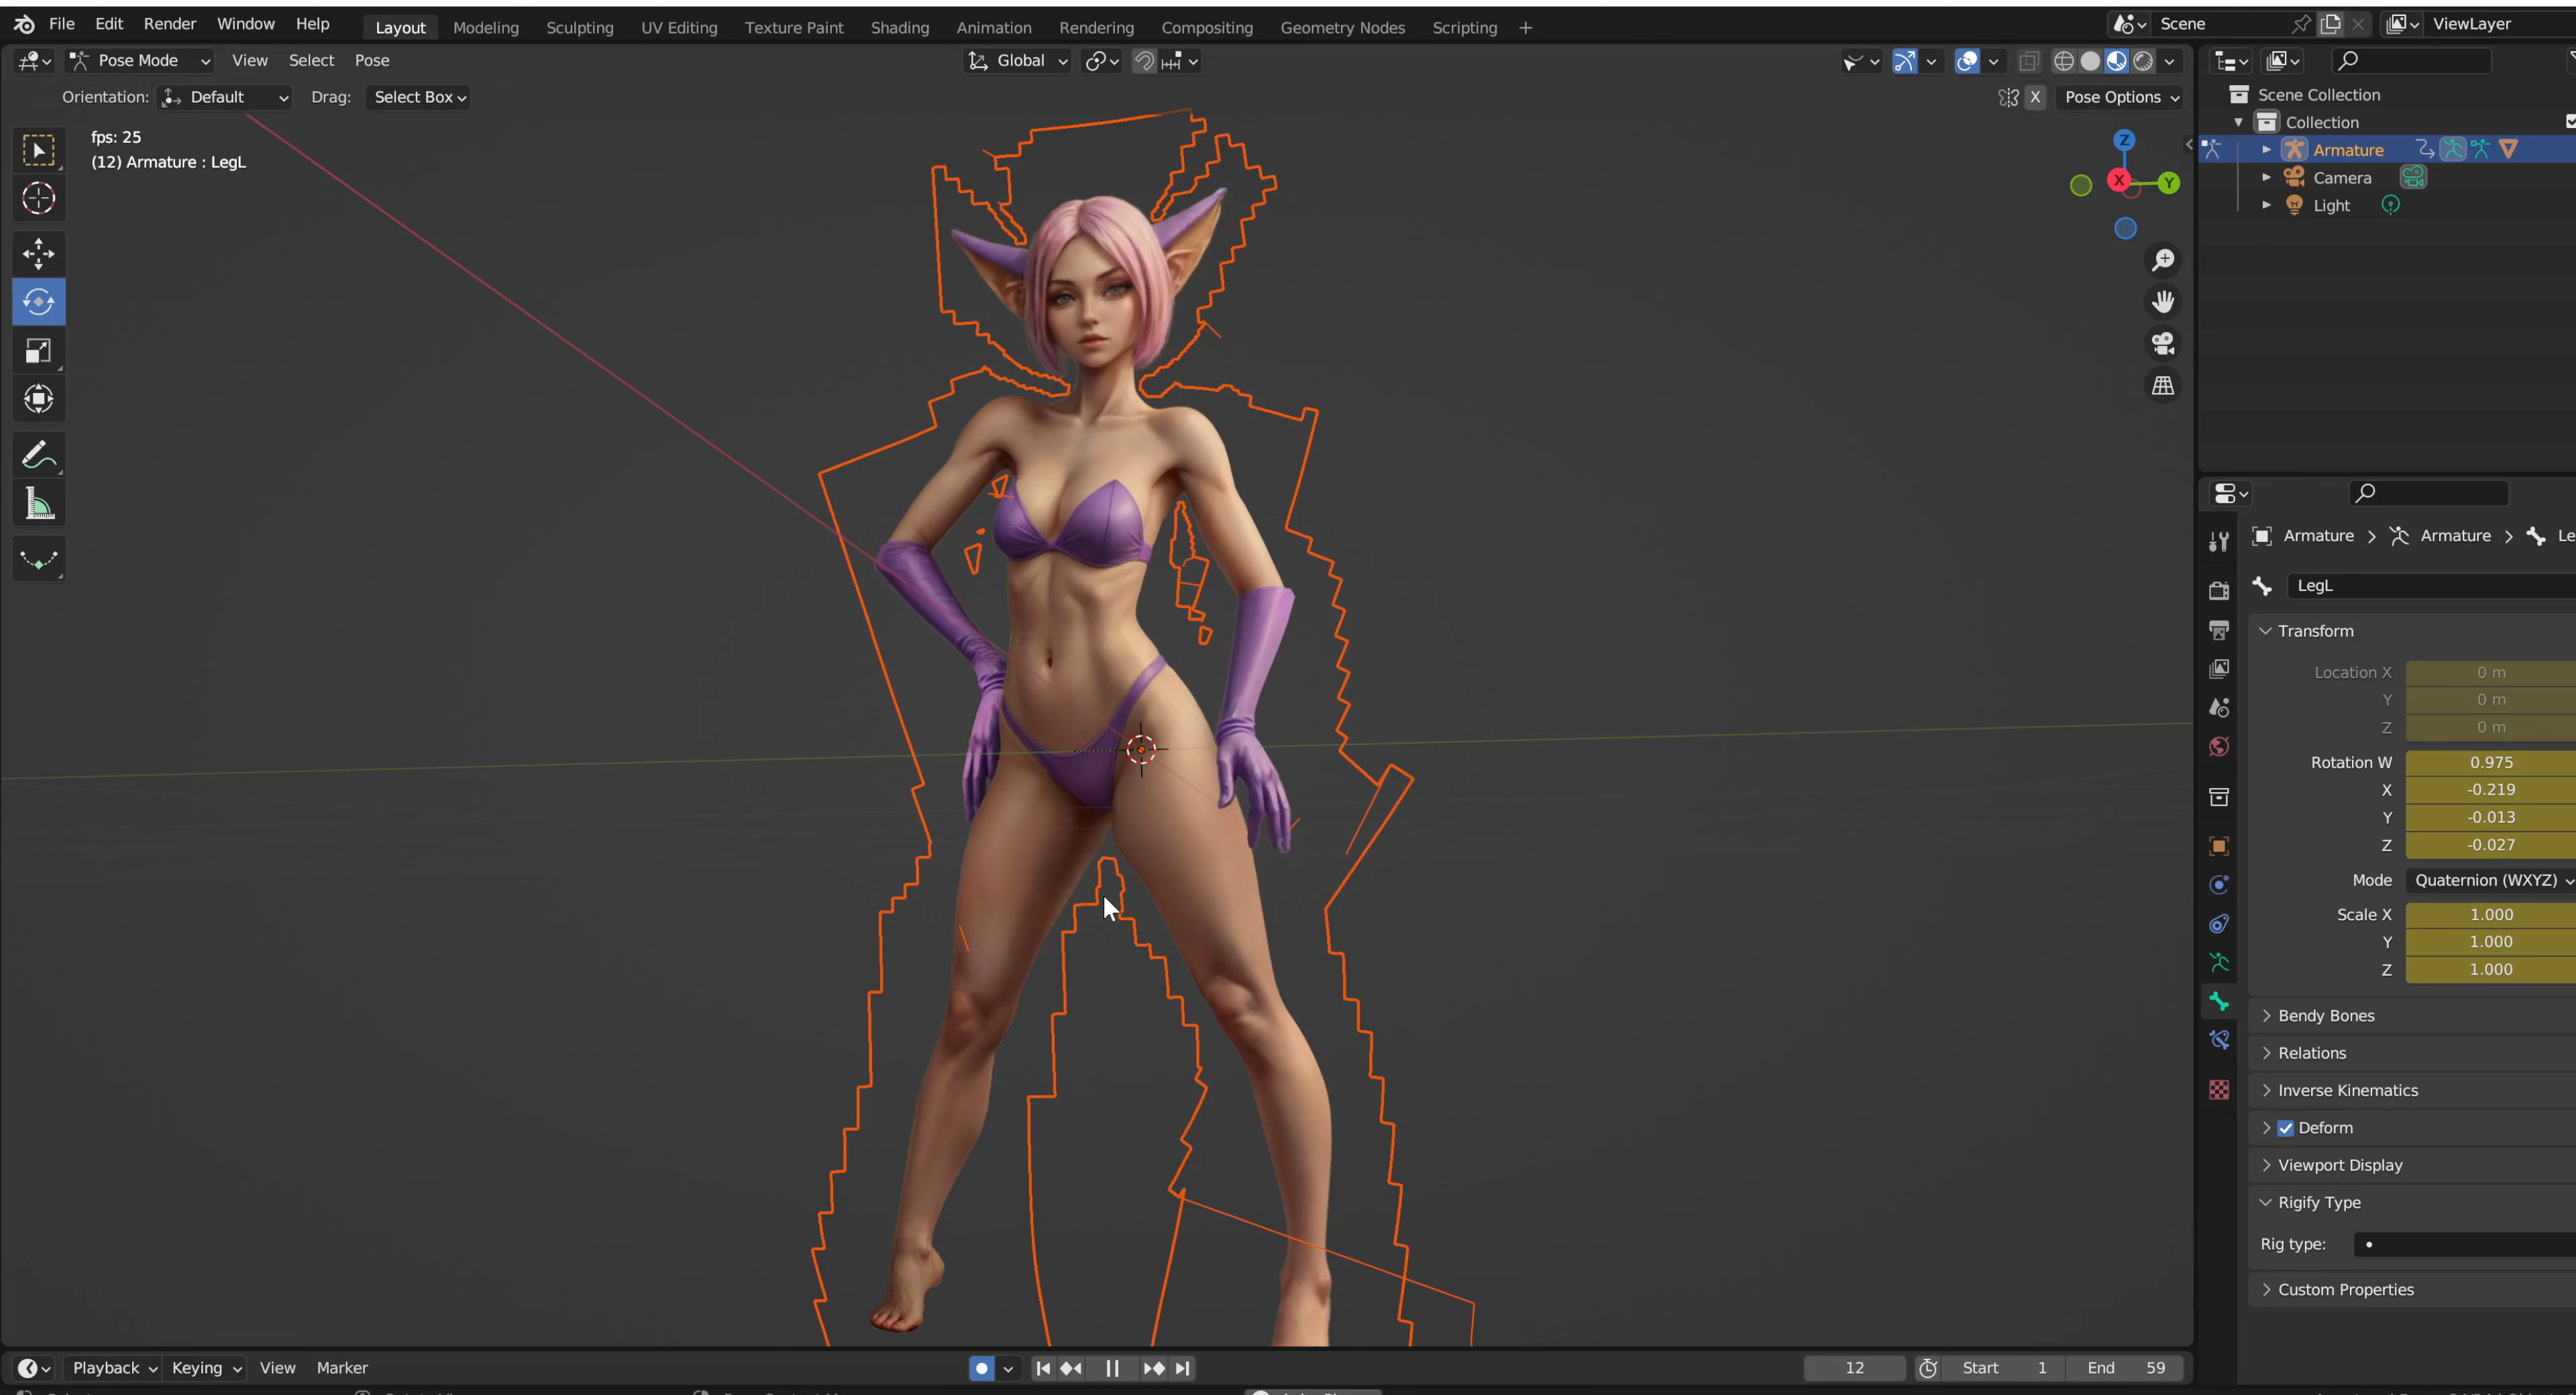 File Edit Render Window Help Layout Modeling Sculpting UV Editing Texture Paint Shading Animation Rendering Compositing Geometry Nodes Scripting + Scene ViewLayer
Pose Mode View Select Pose Global
Orientation: Default Drag: Select Box X Pose Options
fps: 25
(12) Armature : LegL
Z
X Y
Scene Collection
Collection
Armature
Camera
Light
Armature > Armature >
LegL
Transform
Location X 0 m
Y 0 m
Z 0 m
Rotation W 0.975
X -0.219
Y -0.013
Z -0.027
Mode Quaternion (WXYZ)
Scale X 1.000
Y 1.000
Z 1.000
Bendy Bones
Relations
Inverse Kinematics
Deform
Viewport Display
Rigify Type
Rig type:
Custom Properties
Playback Keying View Marker 12 Start 1 End 59